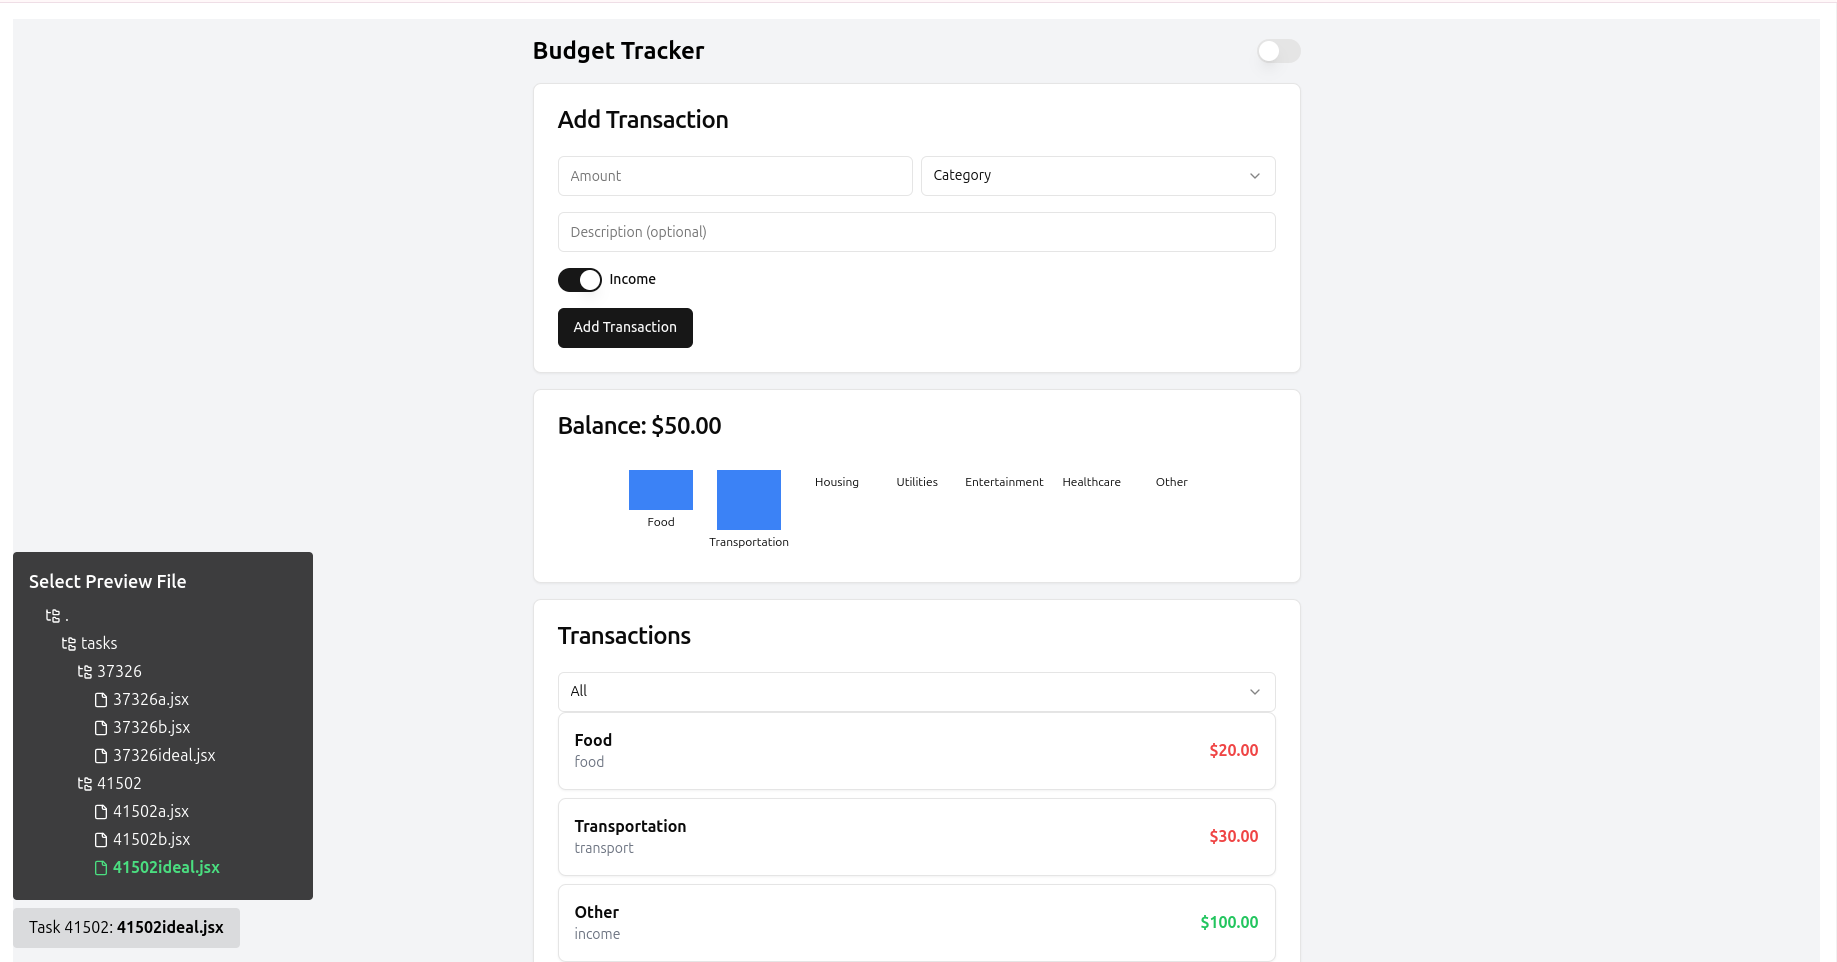 Budget Tracker
Add Transaction
Amount
Category
Description (optional)
Income
Add Transaction
Balance: $50.00
Food
Transportation
Housing
Utilities
Entertainment
Healthcare
Other
Transactions
All
Food
food
$20.00
Transportation
transport
$30.00
Other
income
$100.00
Select Preview File
.
tasks
37326
37326a.jsx
37326b.jsx
37326ideal.jsx
41502
41502a.jsx
41502b.jsx
41502ideal.jsx
Task 41502: 41502ideal.jsx